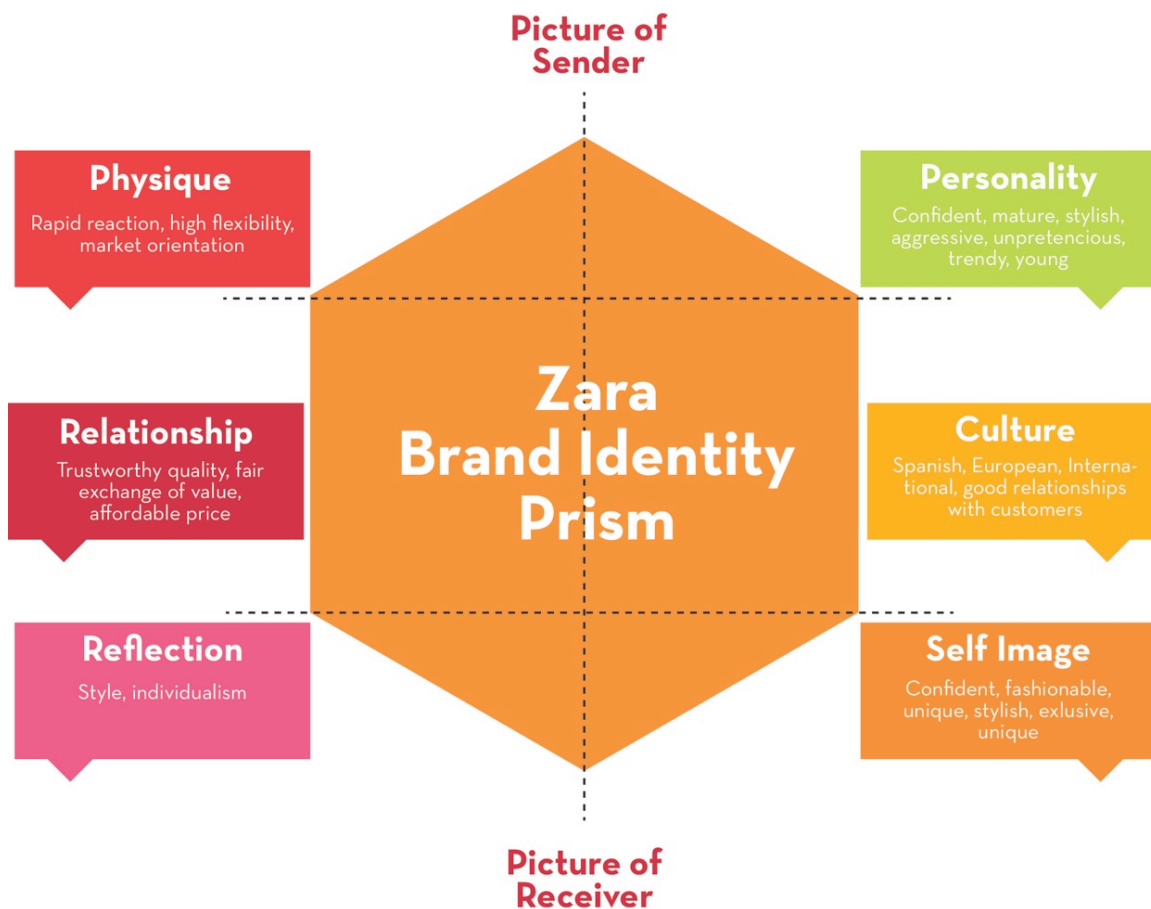 Picture of
Sender
Physique
Rapid reaction, high flexibility,
market orientation
Personality
Confident, mature, stylish,
aggressive, unpretencious,
trendy, young
Relationship
Trustworthy quality, fair
exchange of value,
affordable price
Zara
Brand Identity
Prism
Culture
Spanish, European, Interna-
tional, good relationships
with customers
Reflection
Style, individualism
Self Image
Confident, fashionable,
unique, stylish, exlusive,
unique
Picture of
Receiver